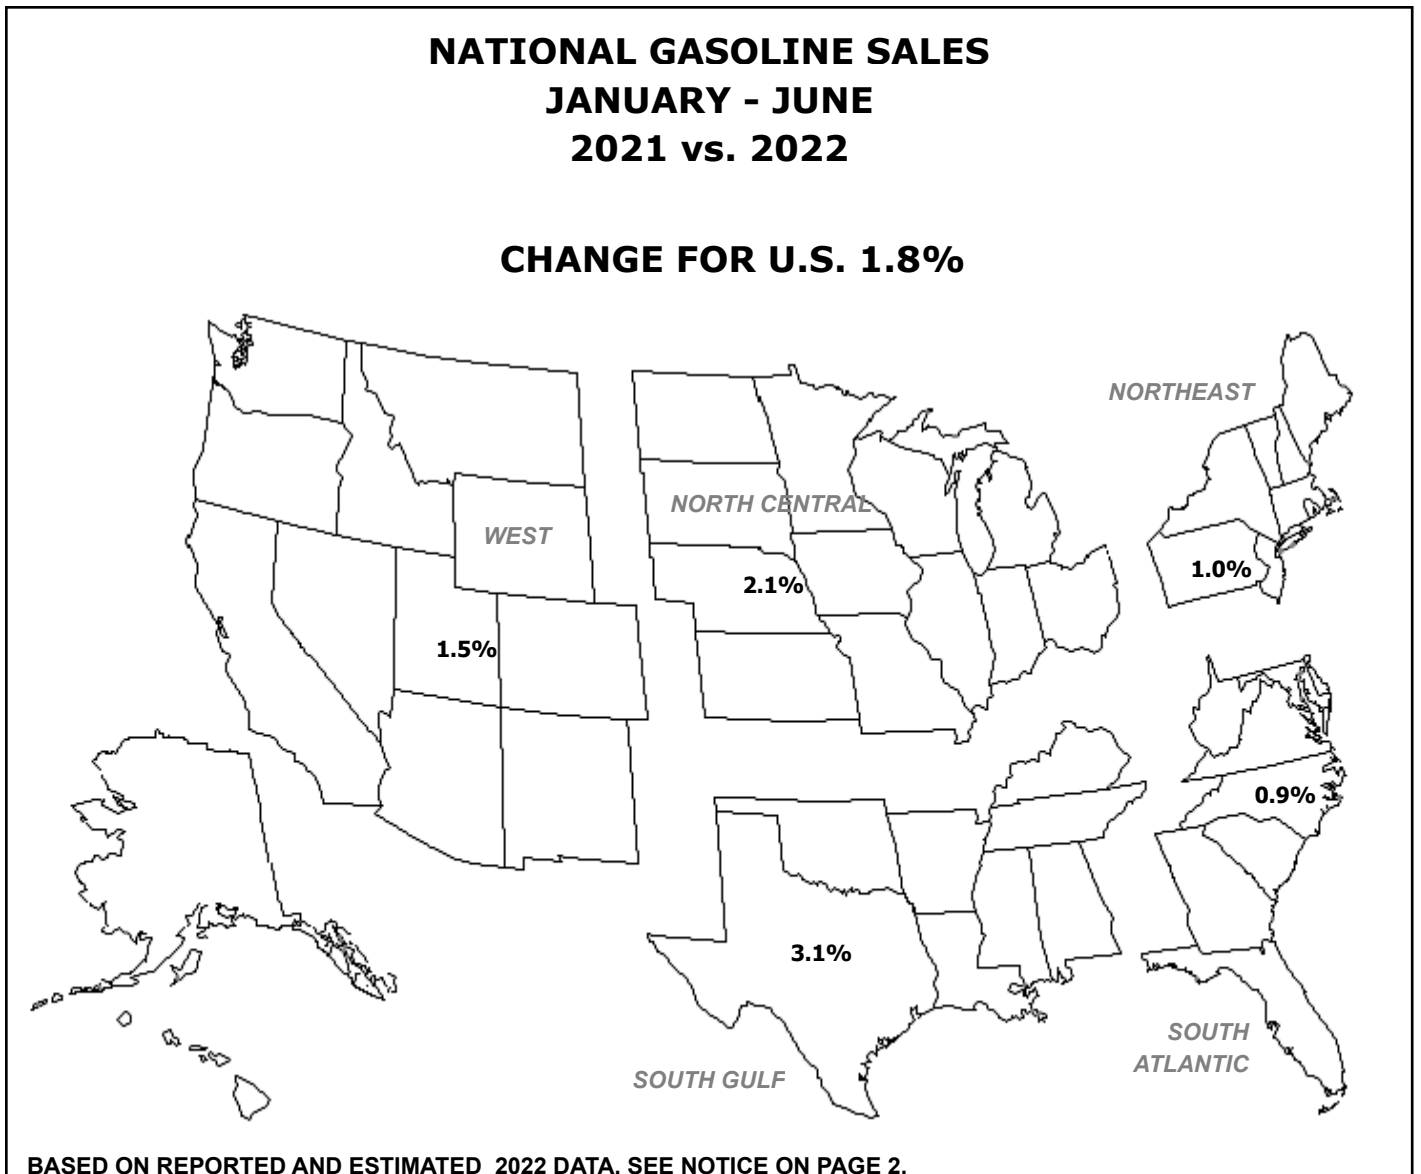 NATIONAL GASOLINE SALES
JANUARY - JUNE
2021 vs. 2022
CHANGE FOR U.S. 1.8%
NORTHEAST
NORTH CENTRAL
WEST
1.0%
2.1%
1.5%
0.9%
3.1%
SOUTH
ATLANTIC
SOUTH GULF
BASED ON REPORTED AND ESTIMATED  2022 DATA. SEE NOTICE ON PAGE 2.